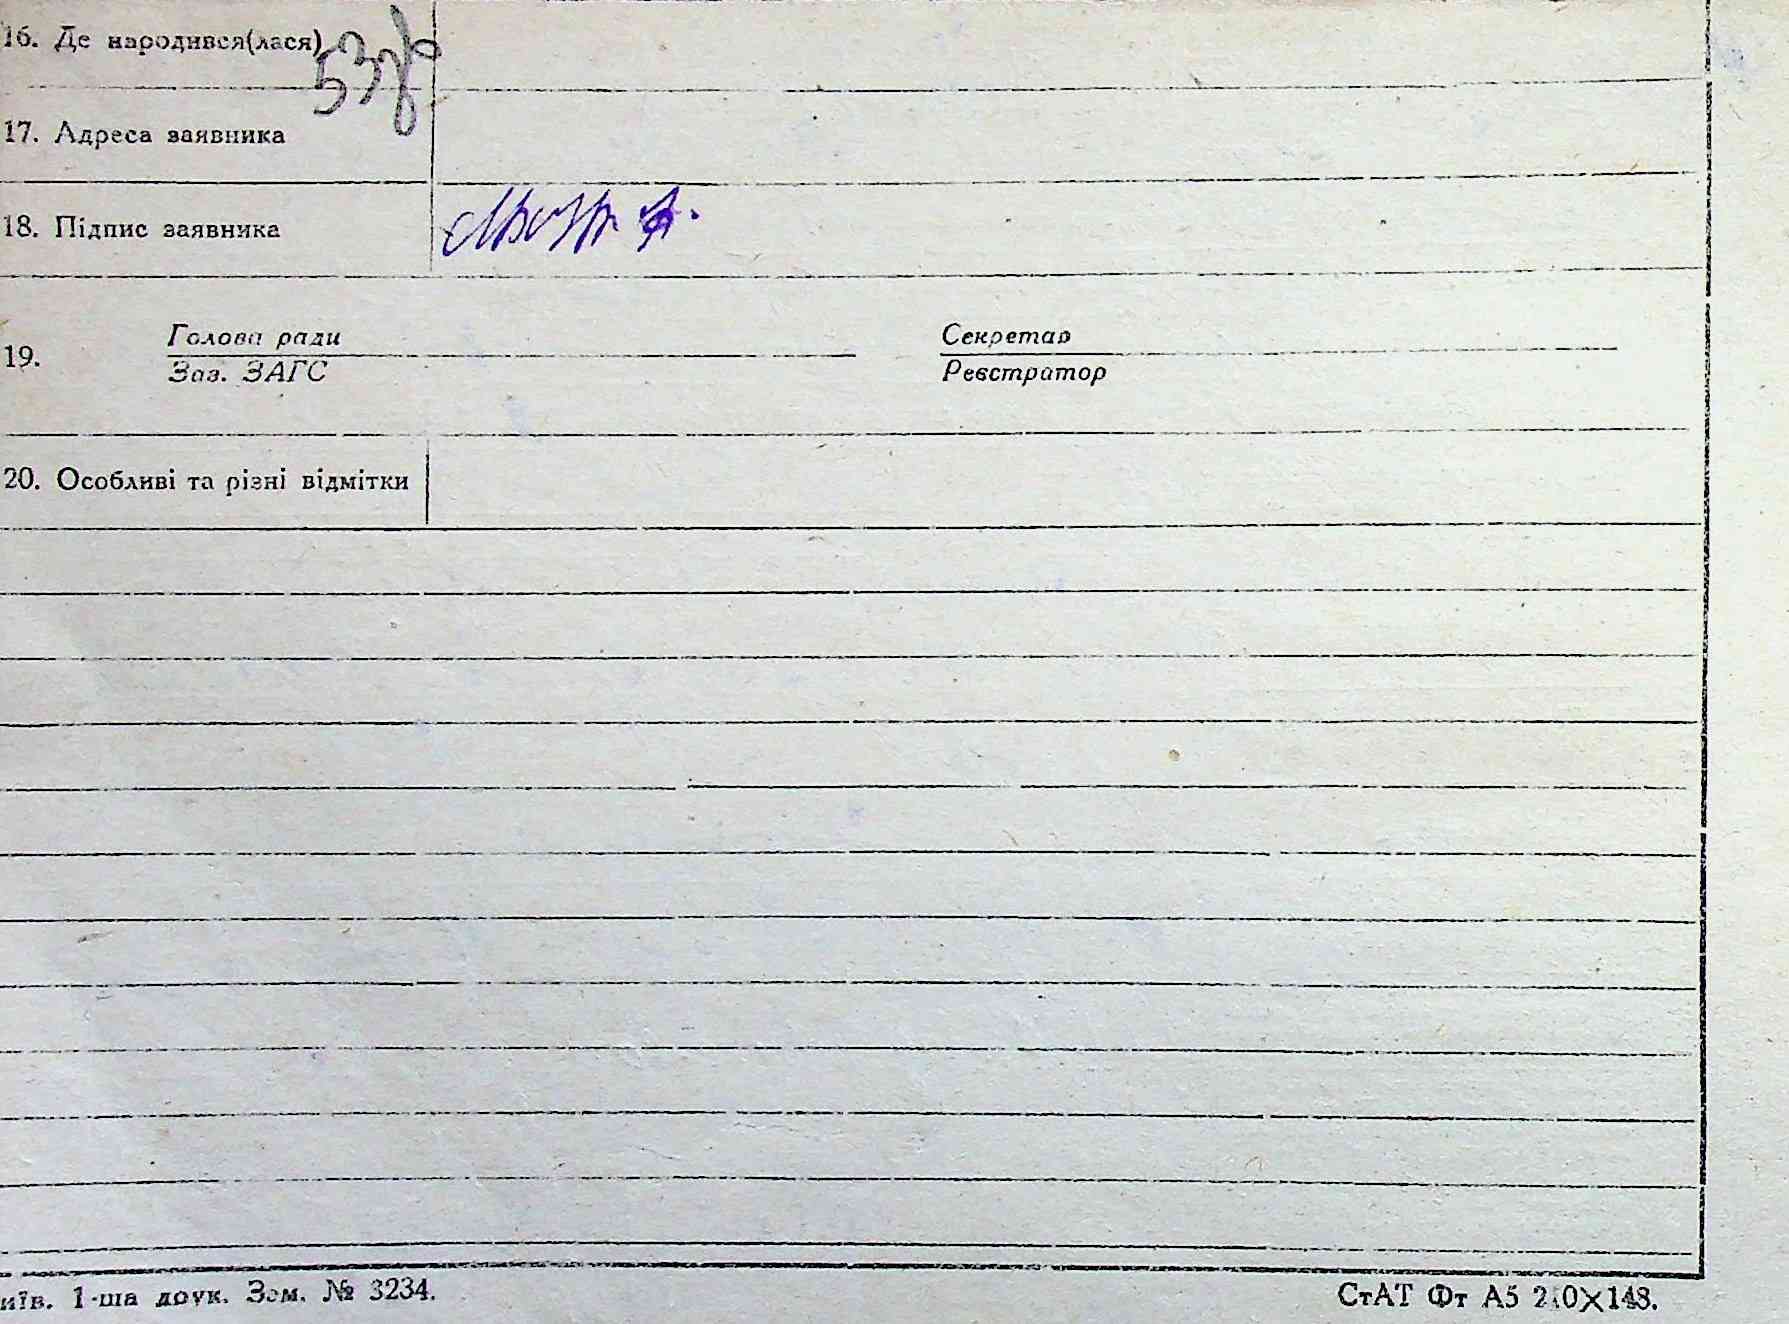 16. Де народився(лася)
17. Адреса заявника
18. Підпис заявника
Голова ради Секретар
19.
Зав. ЗАГС Реєстратор
20. Особливі та різні відмітки
иїв. 1-ша друк. Зам. № 3234. СтАТ Фт А5 210×148.